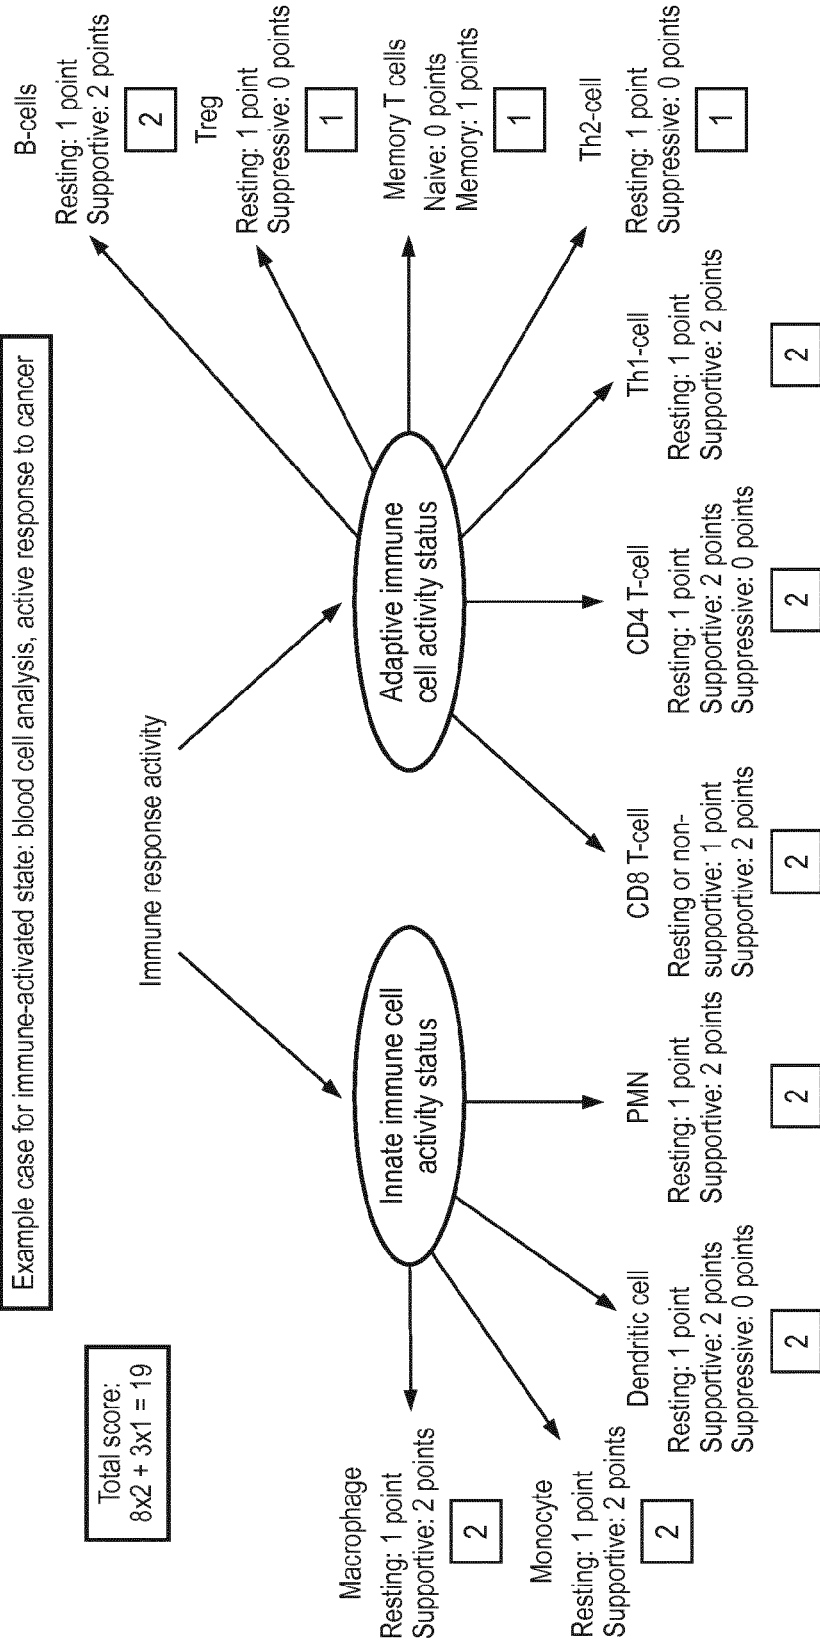 Example case for immune-activated state: blood cell analysis, active response to cancer
Total score:
8x2 + 3x1 = 19
Immune response activity
Innate immune cell
activity status
Adaptive immune
cell activity status
Macrophage
Resting: 1 point
Supportive: 2 points
2
Monocyte
Resting: 1 point
Supportive: 2 points
2
Dendritic cell
Resting: 1 point
Supportive: 2 points
Suppressive: 0 points
2
PMN
Resting: 1 point
Supportive: 2 points
2
CD8 T-cell
Resting or non-
supportive: 1 point
Supportive: 2 points
2
CD4 T-cell
Resting: 1 point
Supportive: 2 points
Suppressive: 0 points
2
Th1-cell
Resting: 1 point
Supportive: 2 points
2
Th2-cell
Resting: 1 point
Suppressive: 0 points
1
Memory T cells
Naive: 0 points
Memory: 1 points
1
Treg
Resting: 1 point
Suppressive: 0 points
1
B-cells
Resting: 1 point
Supportive: 2 points
2